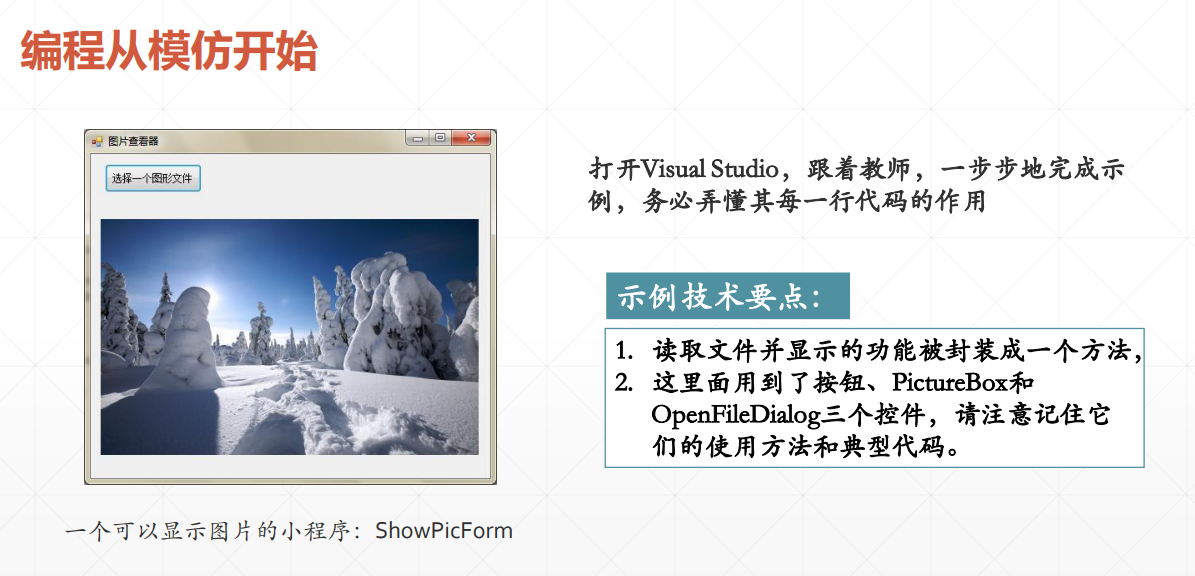 编程从模仿开始
图片查看器
选择一个图形文件
打开Visual Studio，跟着教师，一步步地完成示
例，务必弄懂其每一行代码的作用
示例技术要点：
1. 读取文件并显示的功能被封装成一个方法，
2. 这里面用到了按钮、PictureBox和
OpenFileDialog三个控件，请注意记住它
们的使用方法和典型代码。
一个可以显示图片的小程序：ShowPicForm